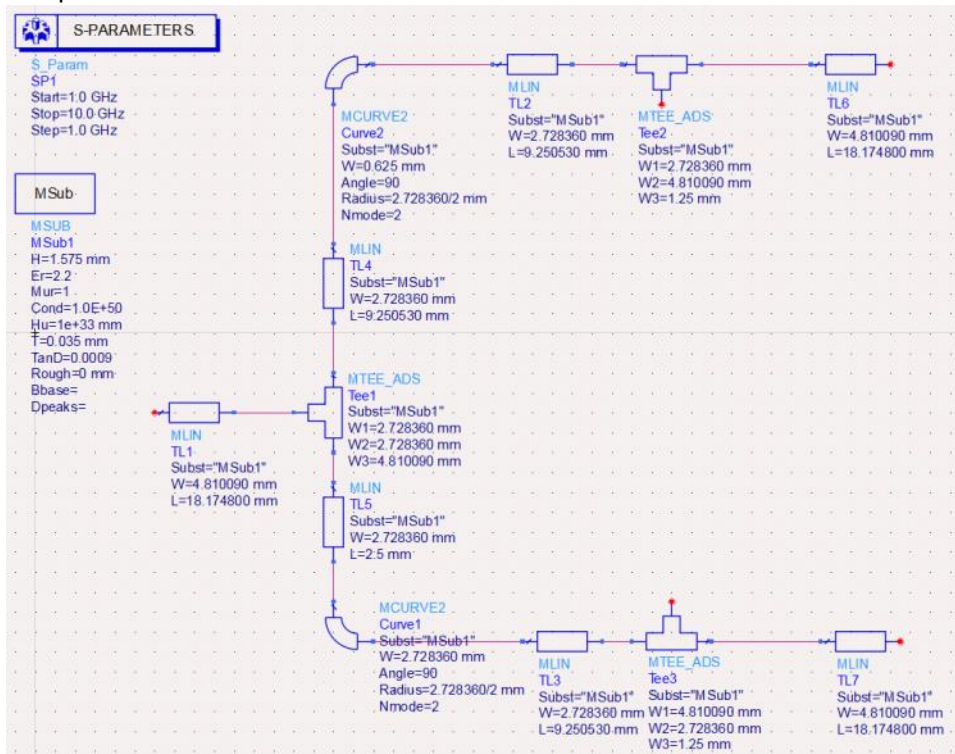 S-PARAMETERS
S_Param
SP1
Start=1.0 GHz
Stop=10.0 GHz
Step=1.0 GHz
MSub
MSUB
MSub1
H=1.575 mm
Er=2.2
Mur=1
Cond=1.0E+50
Hu=1e+33 mm
T=0.035 mm
TanD=0.0009
Rough=0 mm
Bbase=
Dpeaks=
MCURVE2
Curve2
Subst="MSub1"
W=0.625 mm
Angle=90
Radius=2.728360/2 mm
Nmode=2
MLIN
TL2
Subst="MSub1"
W=2.728360 mm
L=9.250530 mm
MTEE_ADS
Tee2
Subst="MSub1"
W1=2.728360 mm
W2=4.810090 mm
W3=1.25 mm
MLIN
TL6
Subst="MSub1"
W=4.810090 mm
L=18.174800 mm
MLIN
TL4
Subst="MSub1"
W=2.728360 mm
L=9.250530 mm
MTEE_ADS
Tee1
Subst="MSub1"
W1=2.728360 mm
W2=2.728360 mm
W3=4.810090 mm
MLIN
TL1
Subst="MSub1"
W=4.810090 mm
L=18.174800 mm
MLIN
TL5
Subst="MSub1"
W=2.728360 mm
L=2.5 mm
MCURVE2
Curve1
Subst="MSub1"
W=2.728360 mm
Angle=90
Radius=2.728360/2 mm
Nmode=2
MLIN
TL3
Subst="MSub1"
W=2.728360 mm
L=9.250530 mm
MTEE_ADS
Tee3
Subst="MSub1"
W1=4.810090 mm
W2=2.728360 mm
W3=1.25 mm
MLIN
TL7
Subst="MSub1"
W=4.810090 mm
L=18.174800 mm